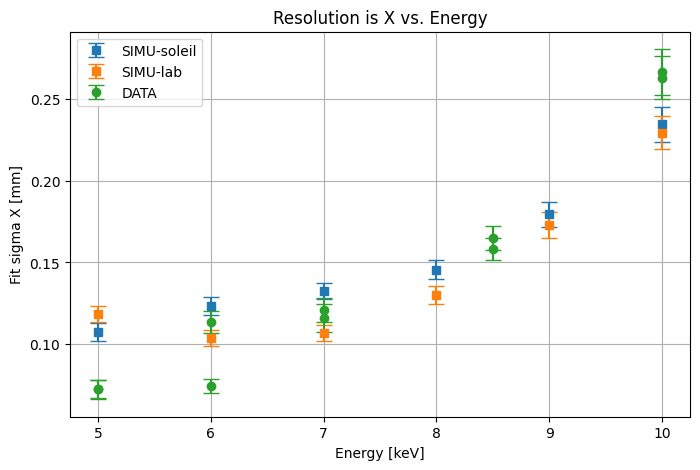 Resolution is X vs. Energy
SIMU-soleil
SIMU-lab
DATA
Fit sigma X [mm]
0.25
0.20
0.15
0.10
5 6 7 8 9 10
Energy [keV]